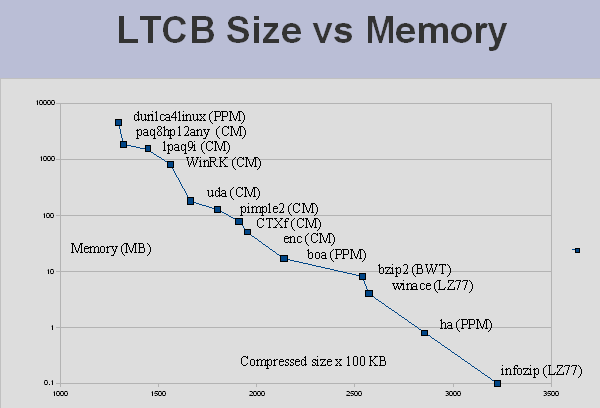 LTCB Size vs Memory
10000
durilca4linux (PPM)
paq8hp12any (CM)
lpaq9i (CM)
1000
WinRK (CM)
uda (CM)
pimple2 (CM)
100
CTXf (CM)
enc (CM)
Memory (MB)
boa (PPM)
bzip2 (BWT)
10
winace (LZ77)
ha (PPM)
1
Compressed size x 100 KB
infozip (LZ77)
0.1
1000 1500 2000 2500 3000 3500